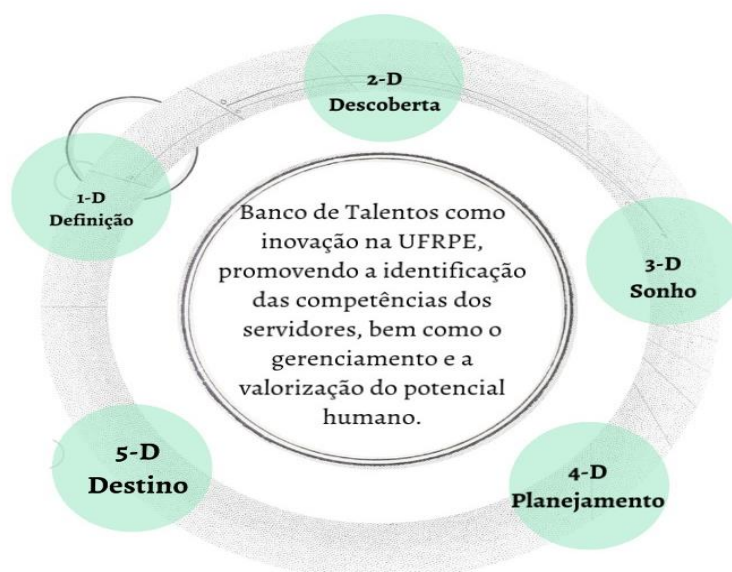 2-D
Descoberta
1-D
Definição
Banco de Talentos como
inovação na UFRPE,
promovendo a identificação
das competências dos
servidores, bem como o
gerenciamento e a
valorização do potencial
humano.
3-D
Sonho
5-D
Destino
4-D
Planejamento